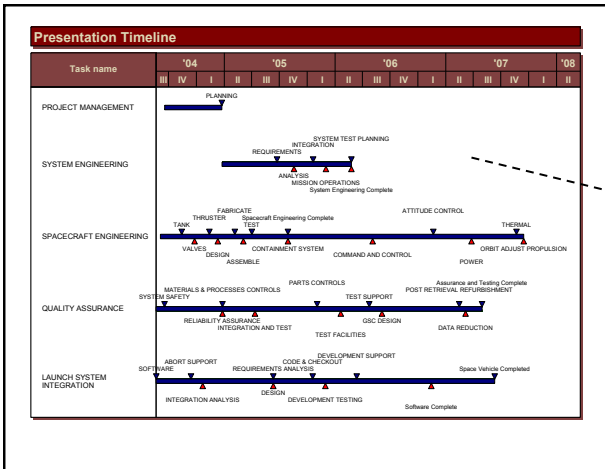 Presentation Timeline
Task name
'04 '05 '06 '07 '08
III IV I II III IV I II III IV I II III IV I II
PLANNING
PROJECT MANAGEMENT
SYSTEM TEST PLANNING
INTEGRATION
REQUIREMENTS
SYSTEM ENGINEERING
ANALYSIS
MISSION OPERATIONS
System Engineering Complete
FABRICATE ATTITUDE CONTROL
THRUSTER Spacecraft Engineering Complete
TANK TEST THERMAL
SPACECRAFT ENGINEERING
VALVES CONTAINMENT SYSTEM ORBIT ADJUST PROPULSION
DESIGN COMMAND AND CONTROL
ASSEMBLE POWER
PARTS CONTROLS Assurance and Testing Complete
MATERIALS & PROCESSES CONTROLS POST RETRIEVAL REFURBISHMENT
SYSTEM SAFETY TEST SUPPORT
QUALITY ASSURANCE
RELIABILITY ASSURANCE GSC DESIGN
INTEGRATION AND TEST DATA REDUCTION
TEST FACILITIES
DEVELOPMENT SUPPORT
ABORT SUPPORT CODE & CHECKOUT
SOFTWARE REQUIREMENTS ANALYSIS Space Vehicle Completed
LAUNCH SYSTEM
INTEGRATION
DESIGN
INTEGRATION ANALYSIS DEVELOPMENT TESTING
Software Complete